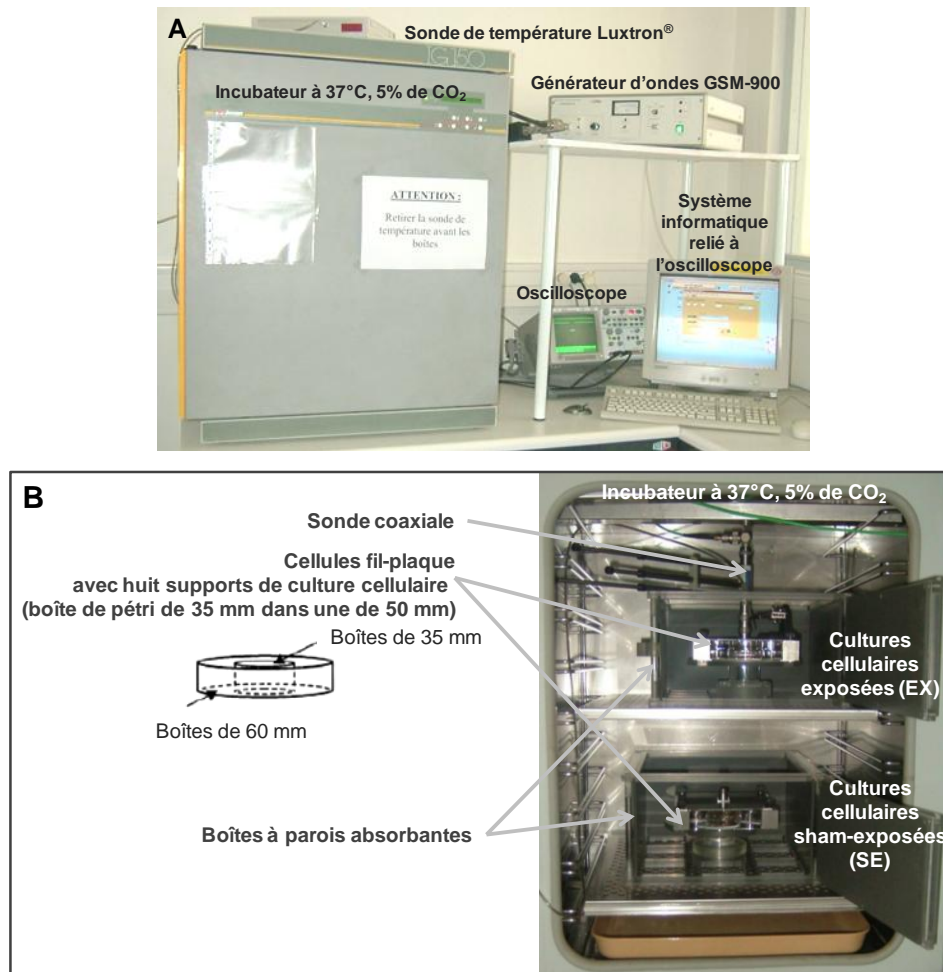 A
Sonde de température Luxtron®
IG150
Incubateur à 37°C, 5% de CO2
Générateur d'ondes GSM-900
ATTENTION :
Retirer la sonde de
température avant les
boîtes
Système
informatique
relié à
l'oscilloscope
Oscilloscope
B
Incubateur à 37°C, 5% de CO2
Sonde coaxiale
Cellules fil-plaque
avec huit supports de culture cellulaire
(boîte de pétri de 35 mm dans une de 50 mm)
Boîtes de 35 mm
Boîtes de 60 mm
Cultures
cellulaires
exposées (EX)
Boîtes à parois absorbantes
Cultures
cellulaires
sham-exposées
(SE)